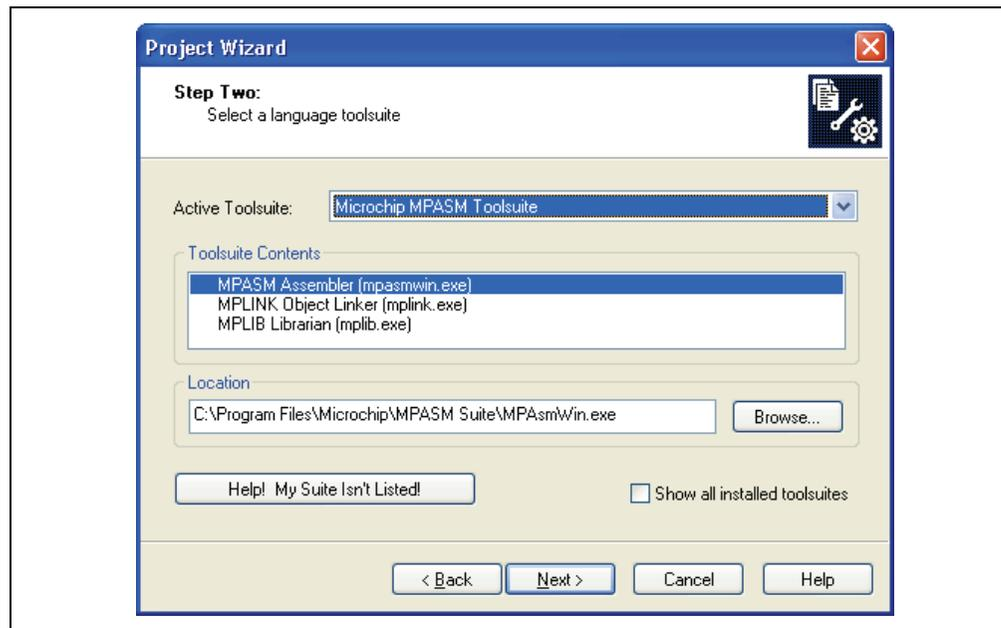 Project Wizard
Step Two:
Select a language toolsuite
Active Toolsuite:
Microchip MPASM Toolsuite
Toolsuite Contents
MPASM Assembler (mpasmwin.exe)
MPLINK Object Linker (mplink.exe)
MPLIB Librarian (mplib.exe)
Location
C:\Program Files\Microchip\MPASM Suite\MPAsmWin.exe
Browse...
Help! My Suite Isn't Listed!
Show all installed toolsuites
< Back
Next >
Cancel
Help